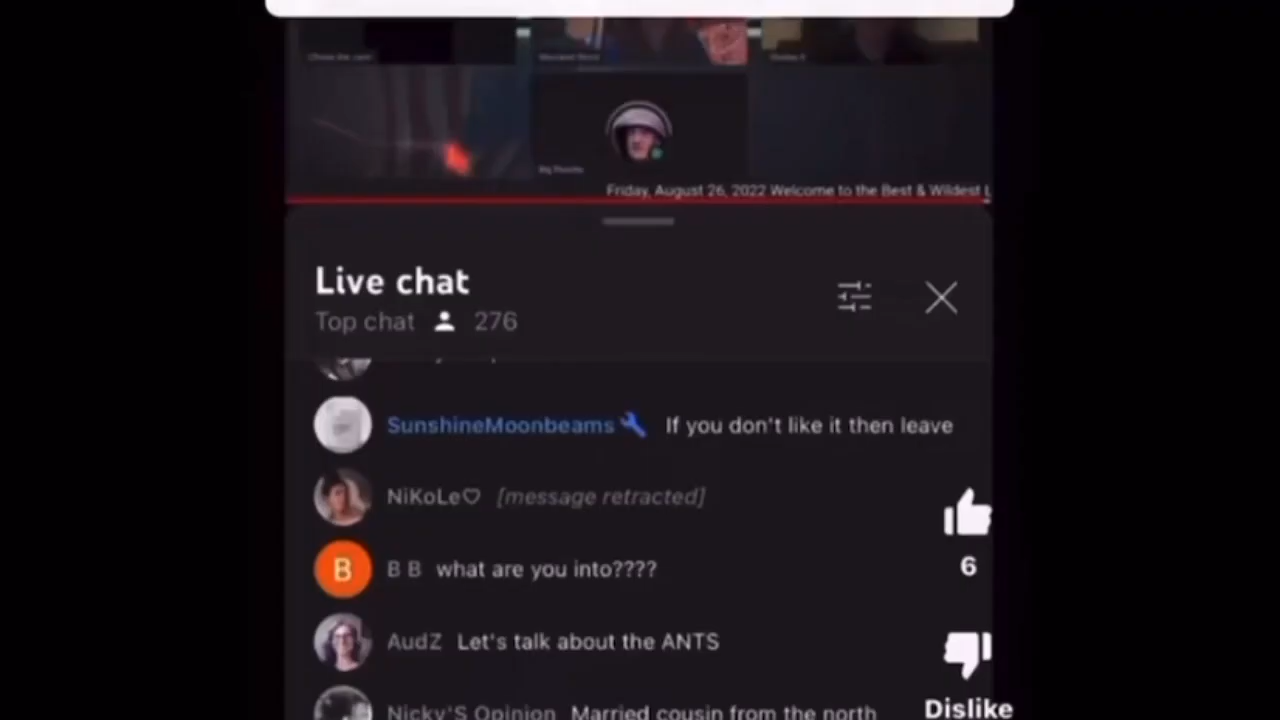 Friday, August 26, 2022 Welcome to the Best & Wildest L
Live chat
Top chat 276
SunshineMoonbeams If you don't like it then leave
NiKoLe♡ [message retracted]
B B B what are you into????
AudZ Let's talk about the ANTS
Nicky'S Opinion Married cousin from the north
6
Dislike